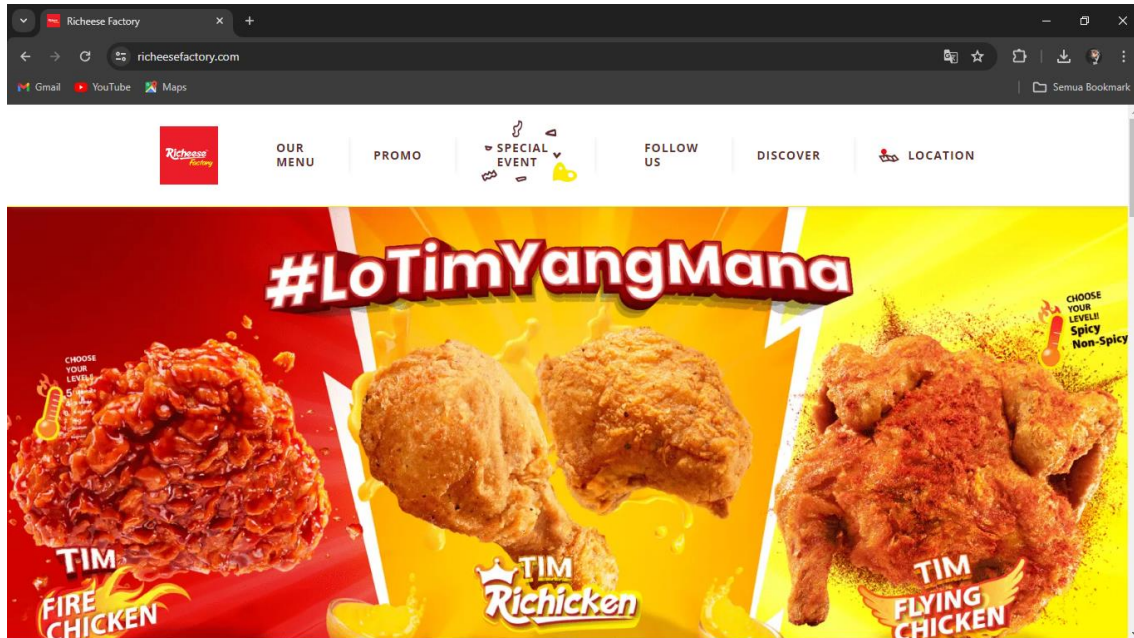 Richeese Factory
richeesefactory.com
Gmail
YouTube
Maps
Semua Bookmark
Richeese
Factory
OUR
MENU
PROMO
SPECIAL
EVENT
FOLLOW
US
DISCOVER
LOCATION
#LoTimYangMana
CHOOSE
YOUR
LEVEL!!
5
TIM
FIRE
CHICKEN
TIM
Richicken
CHOOSE
YOUR
LEVEL!!
Spicy
Non-Spicy
TIM
FLYING
CHICKEN